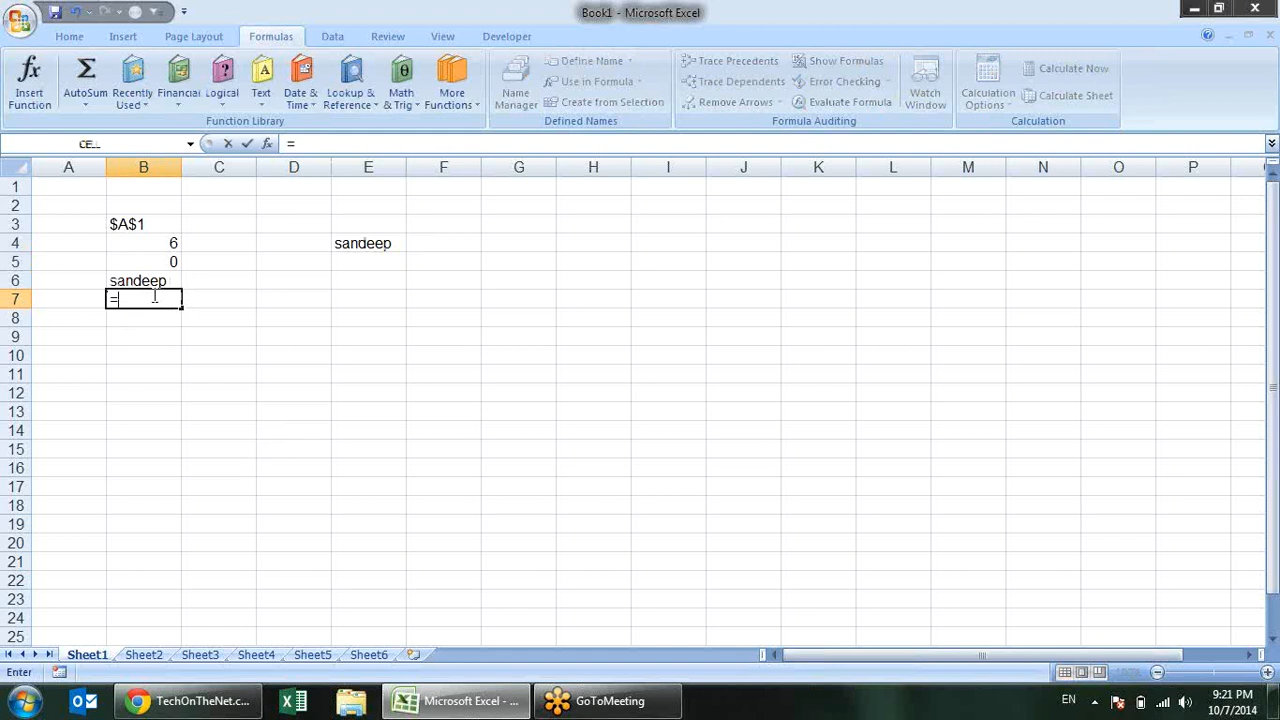 Book1 - Microsoft Excel
Home Insert Page Layout Formulas Data Review View Developer
Insert Function
AutoSum
Recently Used
Financial
Logical
Text
Date & Time
Lookup & Reference
Math & Trig
More Functions
Function Library
Name Manager
Define Name
Use in Formula
Create from Selection
Defined Names
Trace Precedents
Trace Dependents
Remove Arrows
Show Formulas
Error Checking
Evaluate Formula
Formula Auditing
Watch Window
Calculation Options
Calculate Now
Calculate Sheet
Calculation
CELL fx =
A B C D E F G H I J K L M N O P
1
2
3 $A$1
4 6 sandeep
5 0
6 sandeep
7 =
8
9
10
11
12
13
14
15
16
17
18
19
20
21
22
23
24
25
Sheet1 Sheet2 Sheet3 Sheet4 Sheet5 Sheet6
Enter
TechOnTheNet.c... Microsoft Excel - ... GoToMeeting EN 9:21 PM
10/7/2014